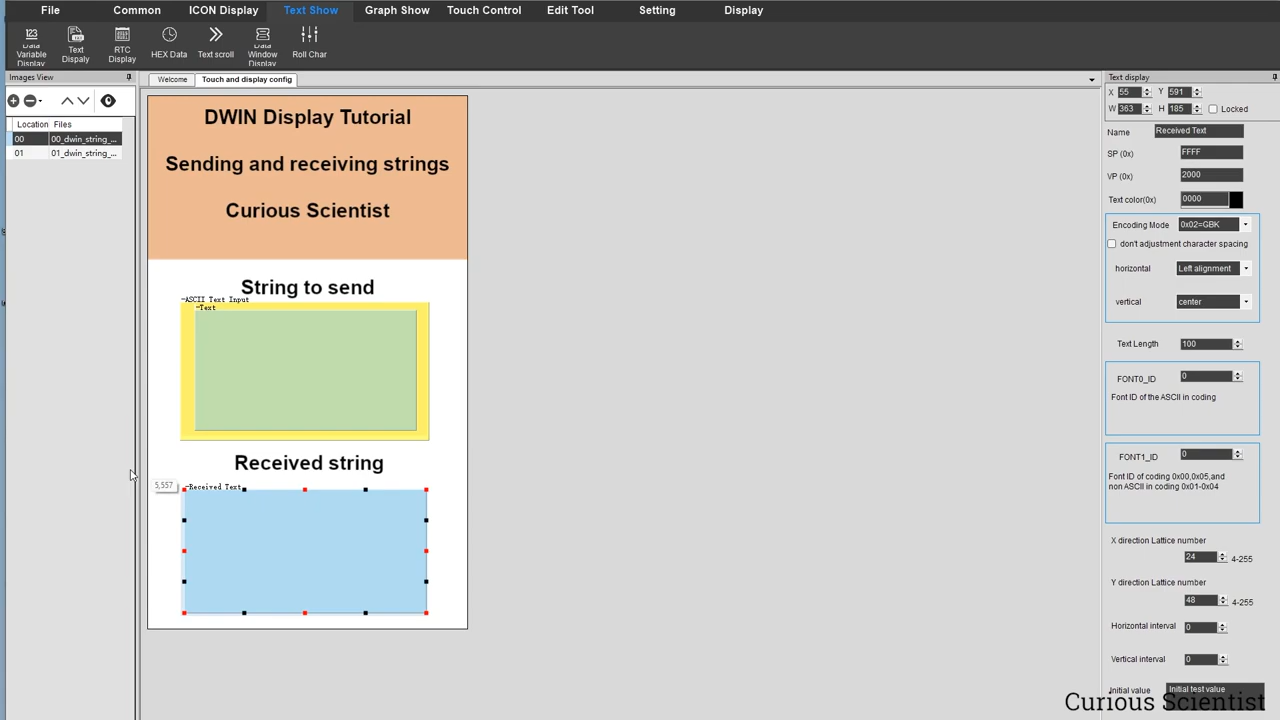 File Common ICON Display Text Show Graph Show Touch Control Edit Tool Setting Display
Data Variable Display
Text Dispaly
RTC Display
HEX Data
Text scroll
Data Window Display
Roll Char
Images View
Welcome
Touch and display config
Location Files
00 00_dwin_string_...
01 01_dwin_string_...
DWIN Display Tutorial
Sending and receiving strings
Curious Scientist
String to send
-ASCII Text Input
-Text
Received string
5,557
-Received Text
Text display
X 55 Y 591
W 363 H 185 Locked
Name Received Text
SP (0x) FFFF
VP (0x) 2000
Text color(0x) 0000
Encoding Mode 0x02=GBK
don't adjustment character spacing
horizontal Left alignment
vertical center
Text Length 100
FONT0_ID 0
Font ID of the ASCII in coding
FONT1_ID 0
Font ID of coding 0x00,0x05,and
non ASCII in coding 0x01-0x04
X direction Lattice number
24 4-255
Y direction Lattice number
48 4-255
Horizontal interval 0
Vertical interval 0
Initial value Initial test value
Curious Scientist